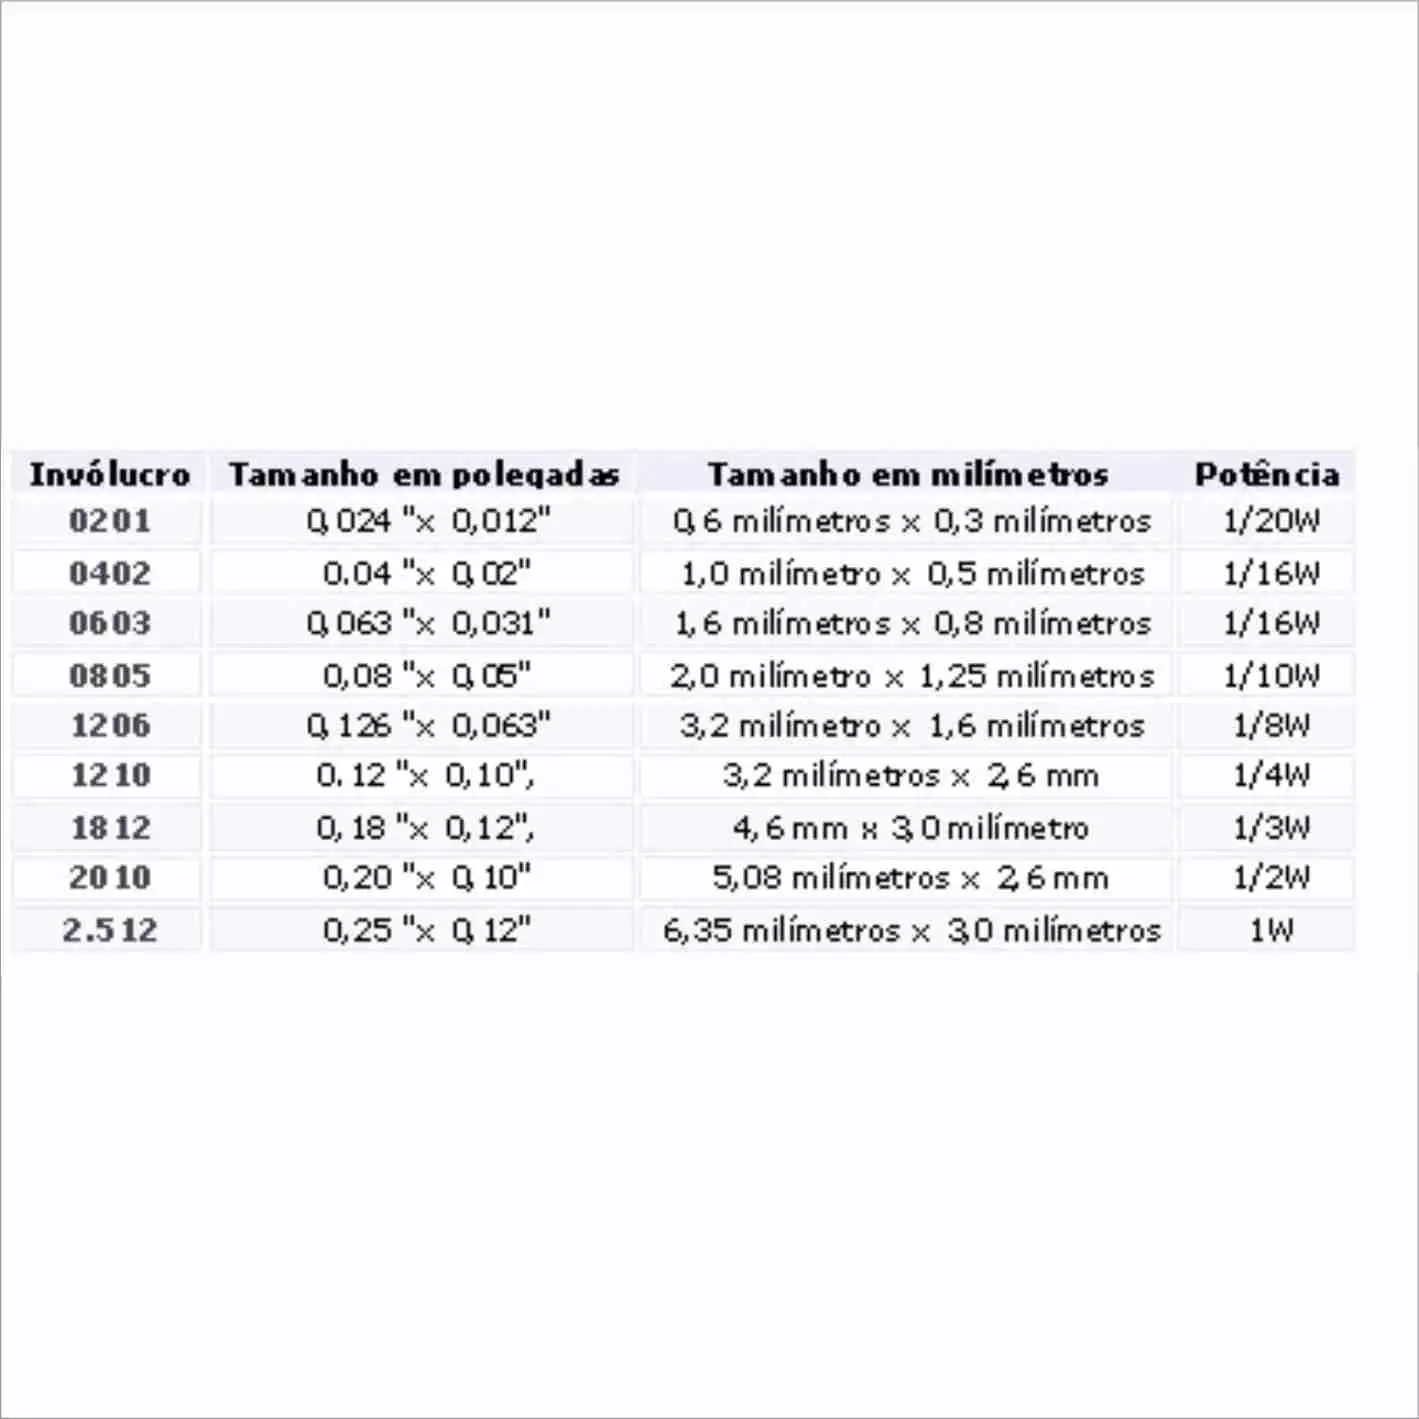 Invólucro Tamanho em polegadas Tamanho em milímetros Potência
0201 0,024 "x 0,012" 0,6 milímetros x 0,3 milímetros 1/20W
0402 0.04 "x 0,02" 1,0 milímetro x 0,5 milímetros 1/16W
0603 0,063 "x 0,031" 1,6 milímetros x 0,8 milímetros 1/16W
0805 0,08 "x 0,05" 2,0 milímetro x 1,25 milímetros 1/10W
1206 0,126 "x 0,063" 3,2 milímetro x 1,6 milímetros 1/8W
1210 0.12 "x 0,10", 3,2 milímetros x 2,6 mm 1/4W
1812 0,18 "x 0,12", 4,6 mm x 3,0 milímetro 1/3W
2010 0,20 "x 0,10" 5,08 milímetros x 2,6 mm 1/2W
2.512 0,25 "x 0,12" 6,35 milímetros x 3,0 milímetros 1W